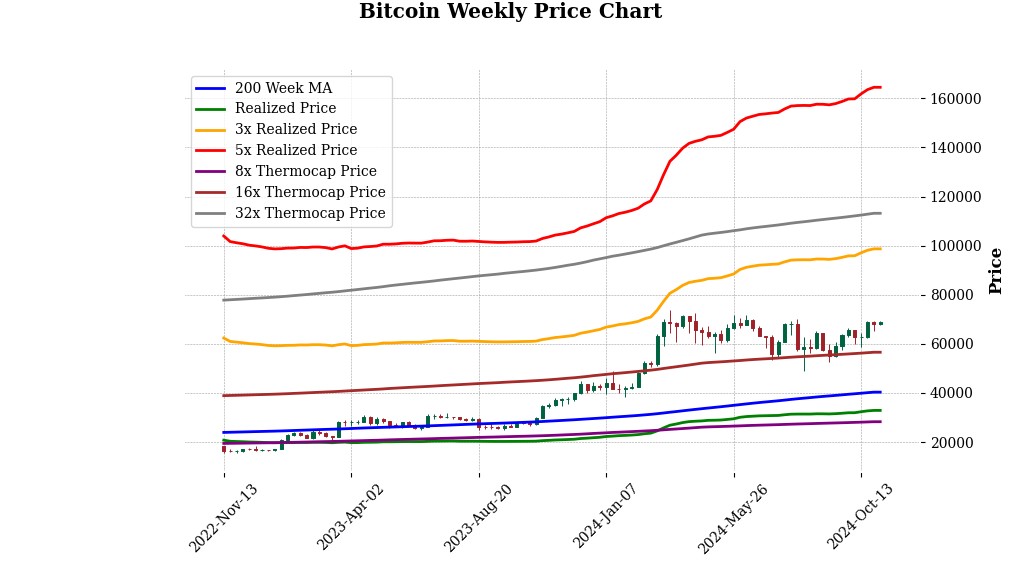 Bitcoin Weekly Price Chart
200 Week MA
Realized Price
3x Realized Price
5x Realized Price
8x Thermocap Price
16x Thermocap Price
32x Thermocap Price
160000
140000
120000
100000
80000
60000
40000
20000
Price
2022-Nov-13
2023-Apr-02
2023-Aug-20
2024-Jan-07
2024-May-26
2024-Oct-13